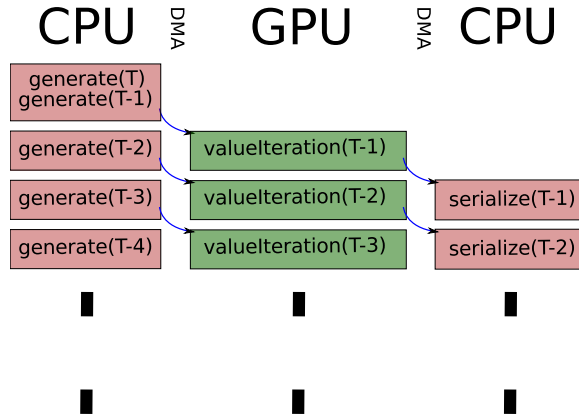 CPU
DMA
GPU
DMA
CPU
generate(T)
generate(T-1)
generate(T-2)
valueIteration(T-1)
generate(T-3)
valueIteration(T-2)
serialize(T-1)
generate(T-4)
valueIteration(T-3)
serialize(T-2)